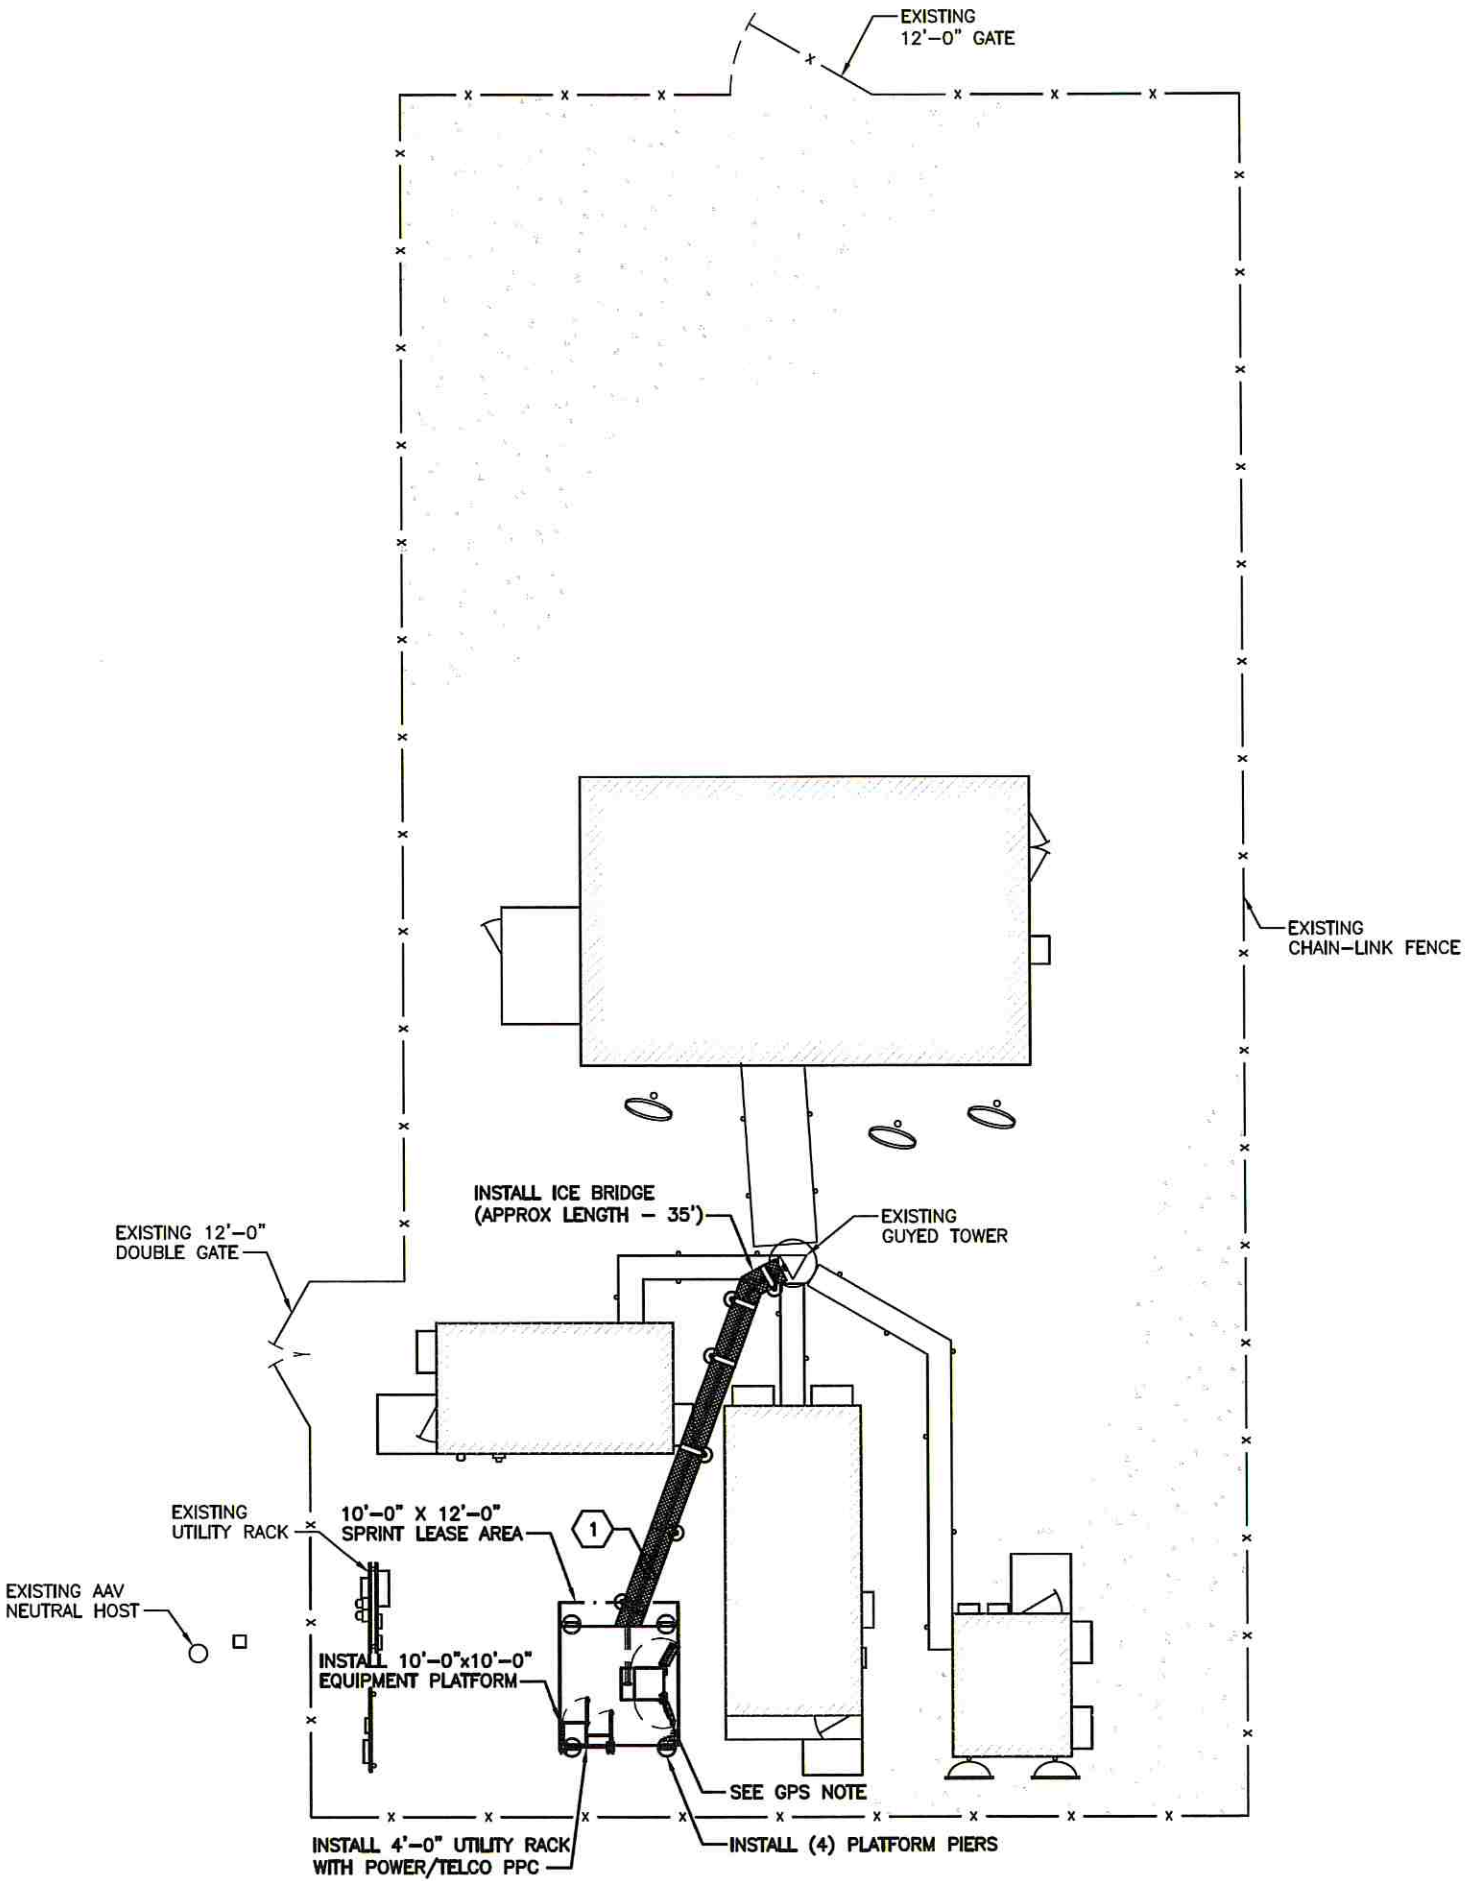 EXISTING
12'-0" GATE
EXISTING
CHAIN-LINK FENCE
INSTALL ICE BRIDGE
(APPROX LENGTH - 35')
EXISTING
GUYED TOWER
EXISTING 12'-0"
DOUBLE GATE
EXISTING
UTILITY RACK
10'-0" X 12'-0"
SPRINT LEASE AREA
1
EXISTING AAV
NEUTRAL HOST
INSTALL 10'-0"x10'-0"
EQUIPMENT PLATFORM
SEE GPS NOTE
INSTALL 4'-0" UTILITY RACK
WITH POWER/TELCO PPC
INSTALL (4) PLATFORM PIERS